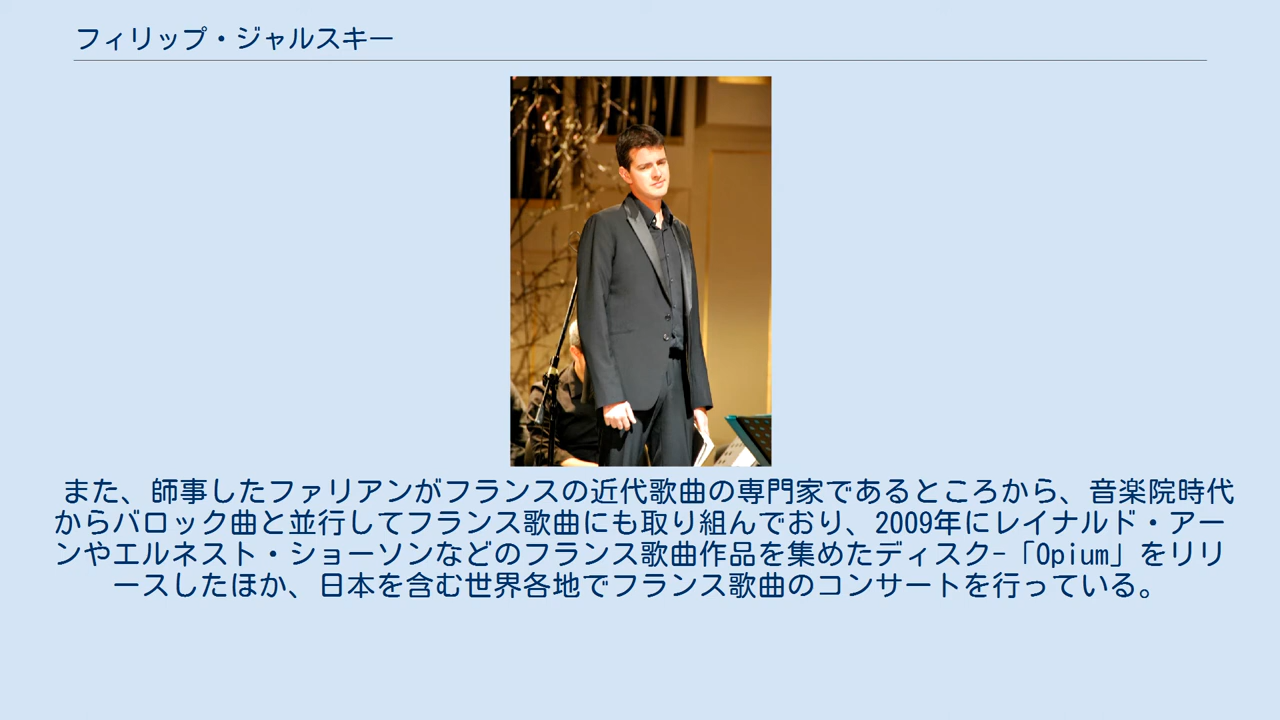 フィリップ・ジャルスキー
また、師事したファリアンがフランスの近代歌曲の専門家であるところから、音楽院時代
からバロック曲と並行してフランス歌曲にも取り組んでおり、2009年にレイナルド・アー
ンやエルネスト・ショーソンなどのフランス歌曲作品を集めたディスク-「Opium」をリリ
ースしたほか、日本を含む世界各地でフランス歌曲のコンサートを行っている。